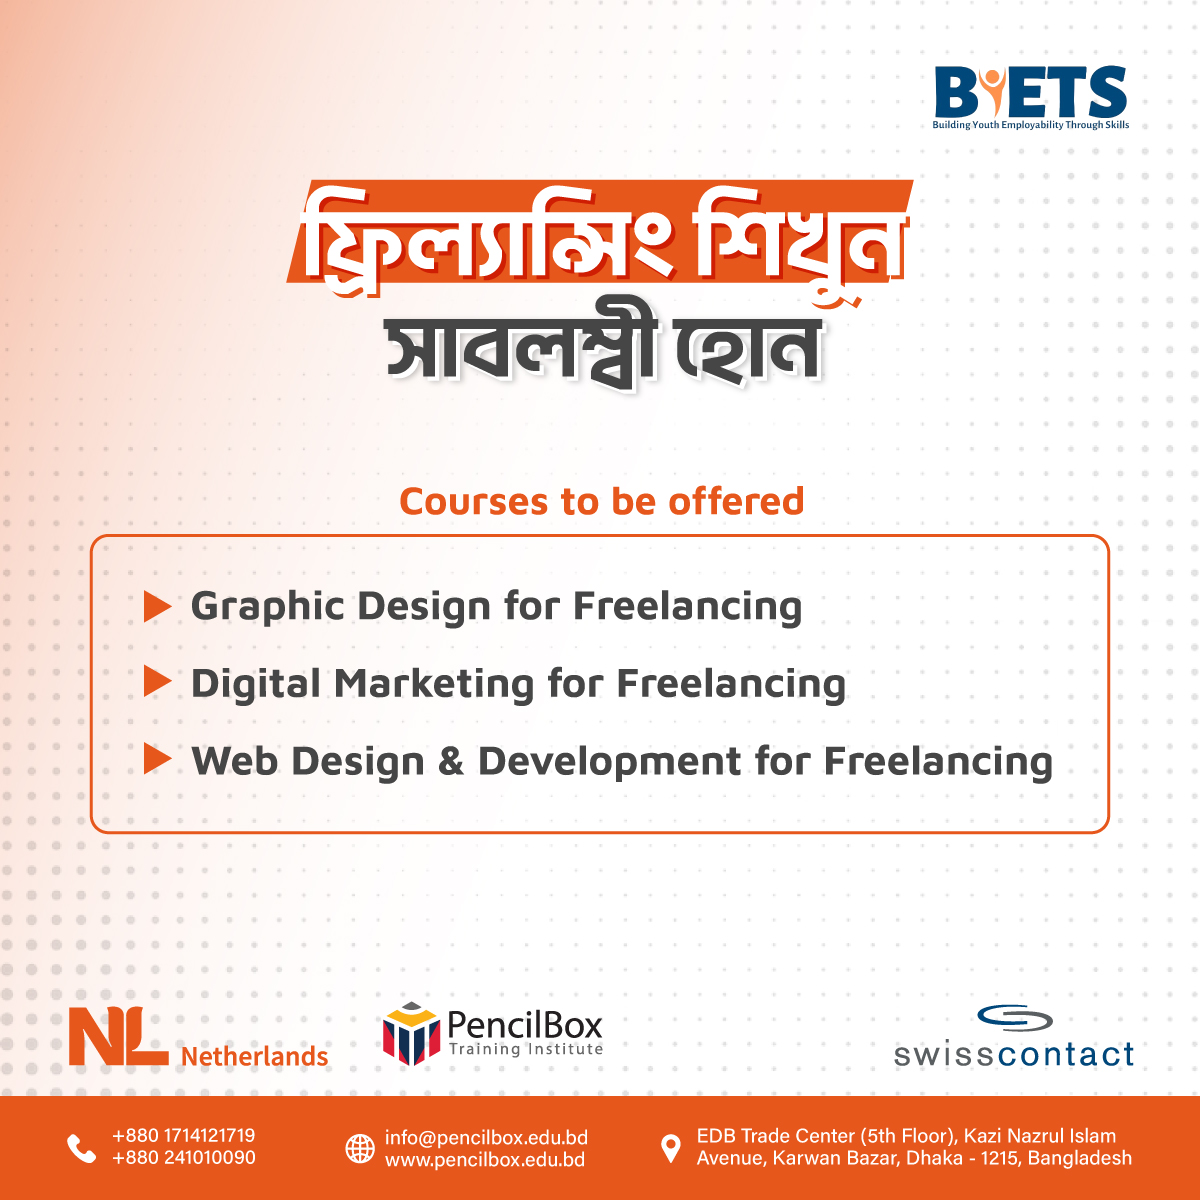 BYETS
Building Youth Employability Through Skills
ফ্রিল্যান্সিং শিখুন
সাবলম্বী হোন
Courses to be offered
Graphic Design for Freelancing
Digital Marketing for Freelancing
Web Design & Development for Freelancing
NL Netherlands
PencilBox
Training Institute
swisscontact
+880 1714121719
+880 241010090
info@pencilbox.edu.bd
www.pencilbox.edu.bd
EDB Trade Center (5th Floor), Kazi Nazrul Islam
Avenue, Karwan Bazar, Dhaka - 1215, Bangladesh